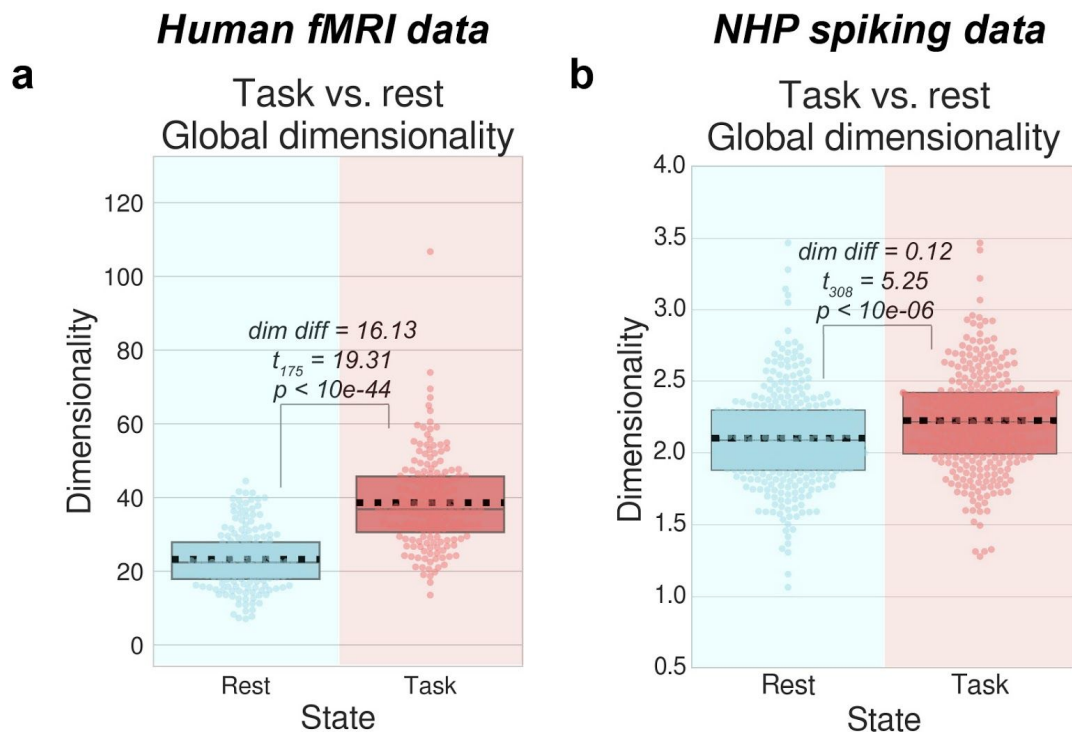 Human fMRI data
a
Task vs. rest
Global dimensionality
120
100
80
60
40
20
0
Dimensionality
dim diff = 16.13
t175 = 19.31
p < 10e-44
Rest
Task
State
NHP spiking data
b
Task vs. rest
Global dimensionality
4.0
3.5
3.0
2.5
2.0
1.5
1.0
0.5
Dimensionality
dim diff = 0.12
t308 = 5.25
p < 10e-06
Rest
Task
State